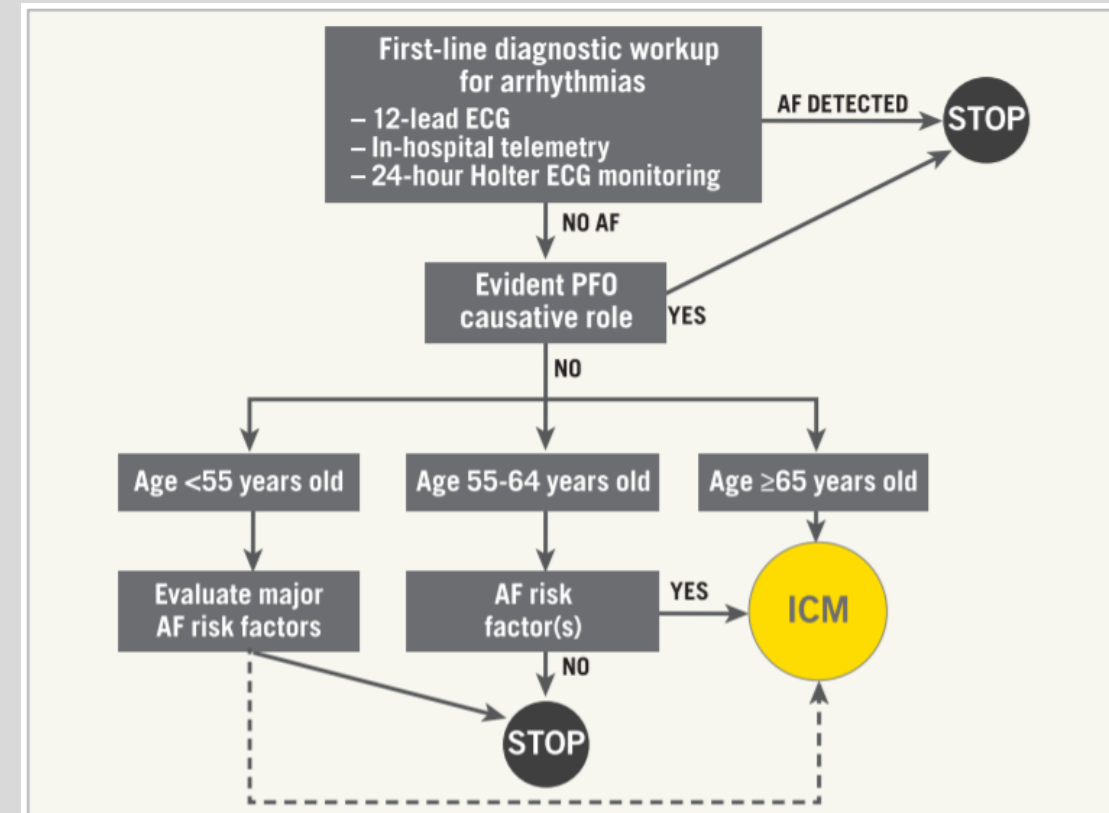 First-line diagnostic workup
for arrhythmias
– 12-lead ECG
– In-hospital telemetry
– 24-hour Holter ECG monitoring
AF DETECTED
STOP
NO AF
Evident PFO
causative role
YES
NO
Age <55 years old
Age 55-64 years old
Age ≥65 years old
Evaluate major
AF risk factors
AF risk
factor(s)
YES
ICM
NO
STOP